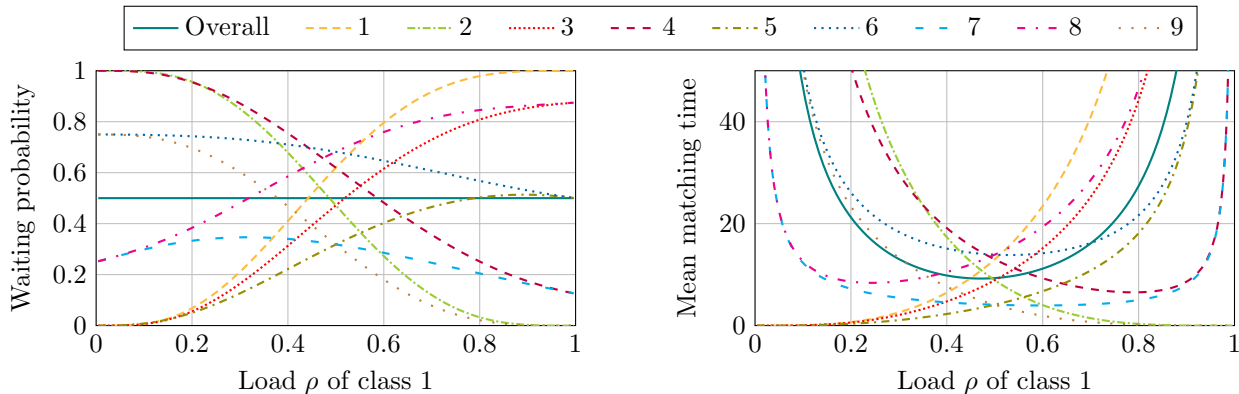 Overall 1 2 3 4 5 6 7 8 9
Waiting probability
1
0.8
0.6
0.4
0.2
0
0 0.2 0.4 0.6 0.8 1
Load ρ of class 1
Mean matching time
40
20
0
0 0.2 0.4 0.6 0.8 1
Load ρ of class 1